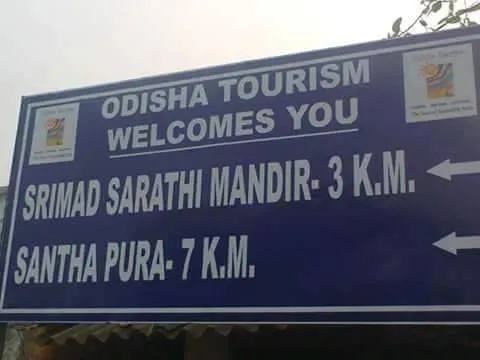 ODISHA TOURISM
WELCOMES YOU
SRIMAD SARATHI MANDIR- 3 K.M.
SANTHA PURA- 7 K.M.